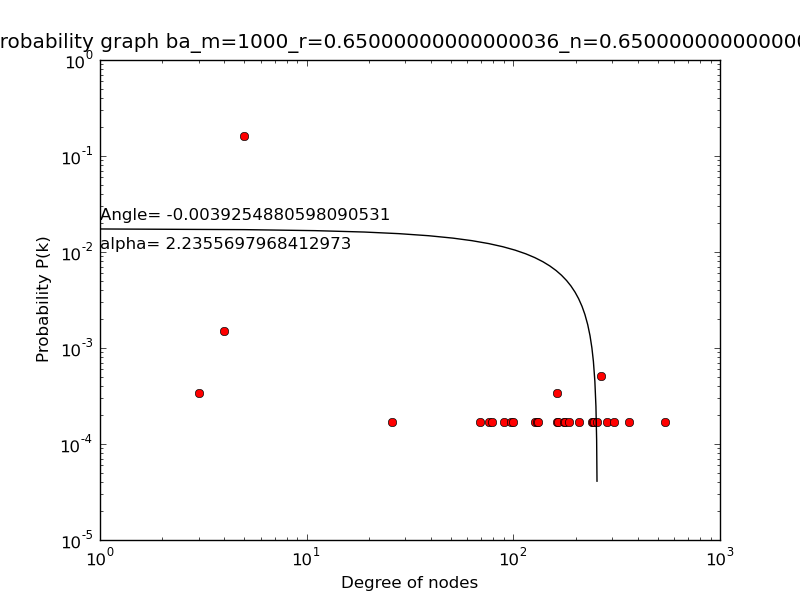 robability graph ba_m=1000_r=0.65000000000000036_n=0.6500000000000000
10^0
10^-1
Angle= -0.0039254880598090531
alpha= 2.2355697968412973
10^-2
Probability P(k)
10^-3
10^-4
10^-5
10^0 10^1 10^2 10^3
Degree of nodes